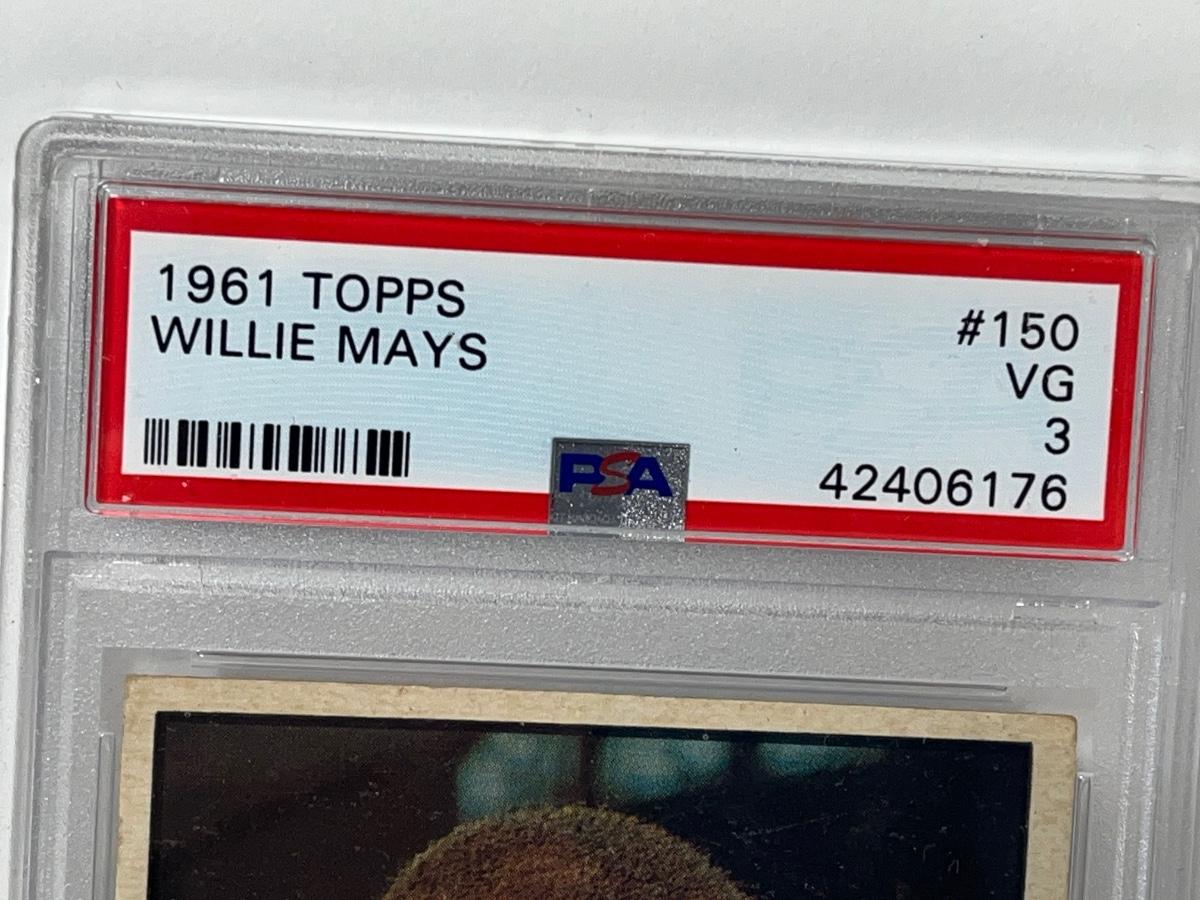 1961 TOPPS
WILLIE MAYS
#150
VG
3
42406176
PSA